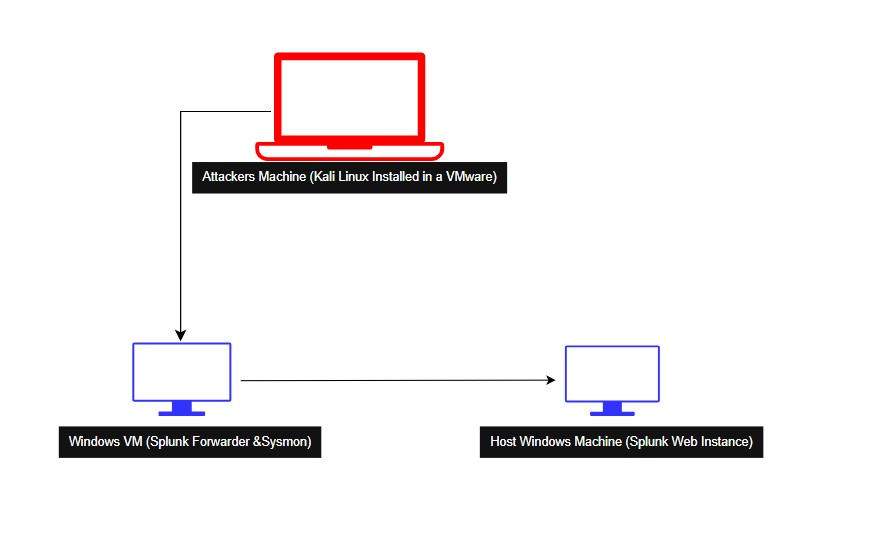 Attackers Machine (Kali Linux Installed in a VMware)
Windows VM (Splunk Forwarder &Sysmon)
Host Windows Machine (Splunk Web Instance)